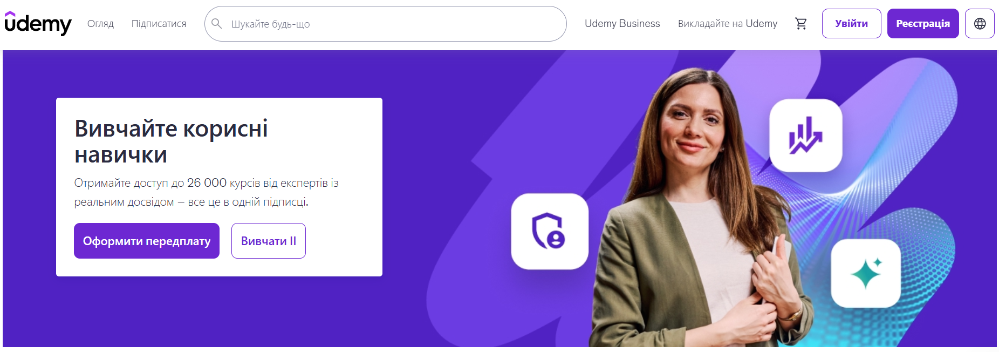 udemy
Огляд
Підписатися
Шукайте будь-що
Udemy Business
Викладайте на Udemy
Увійти
Реєстрація
Вивчайте корисні
навички
Отримайте доступ до 26 000 курсів від експертів із
реальним досвідом – все це в одній підписці.
Оформити передплату
Вивчати ІІ